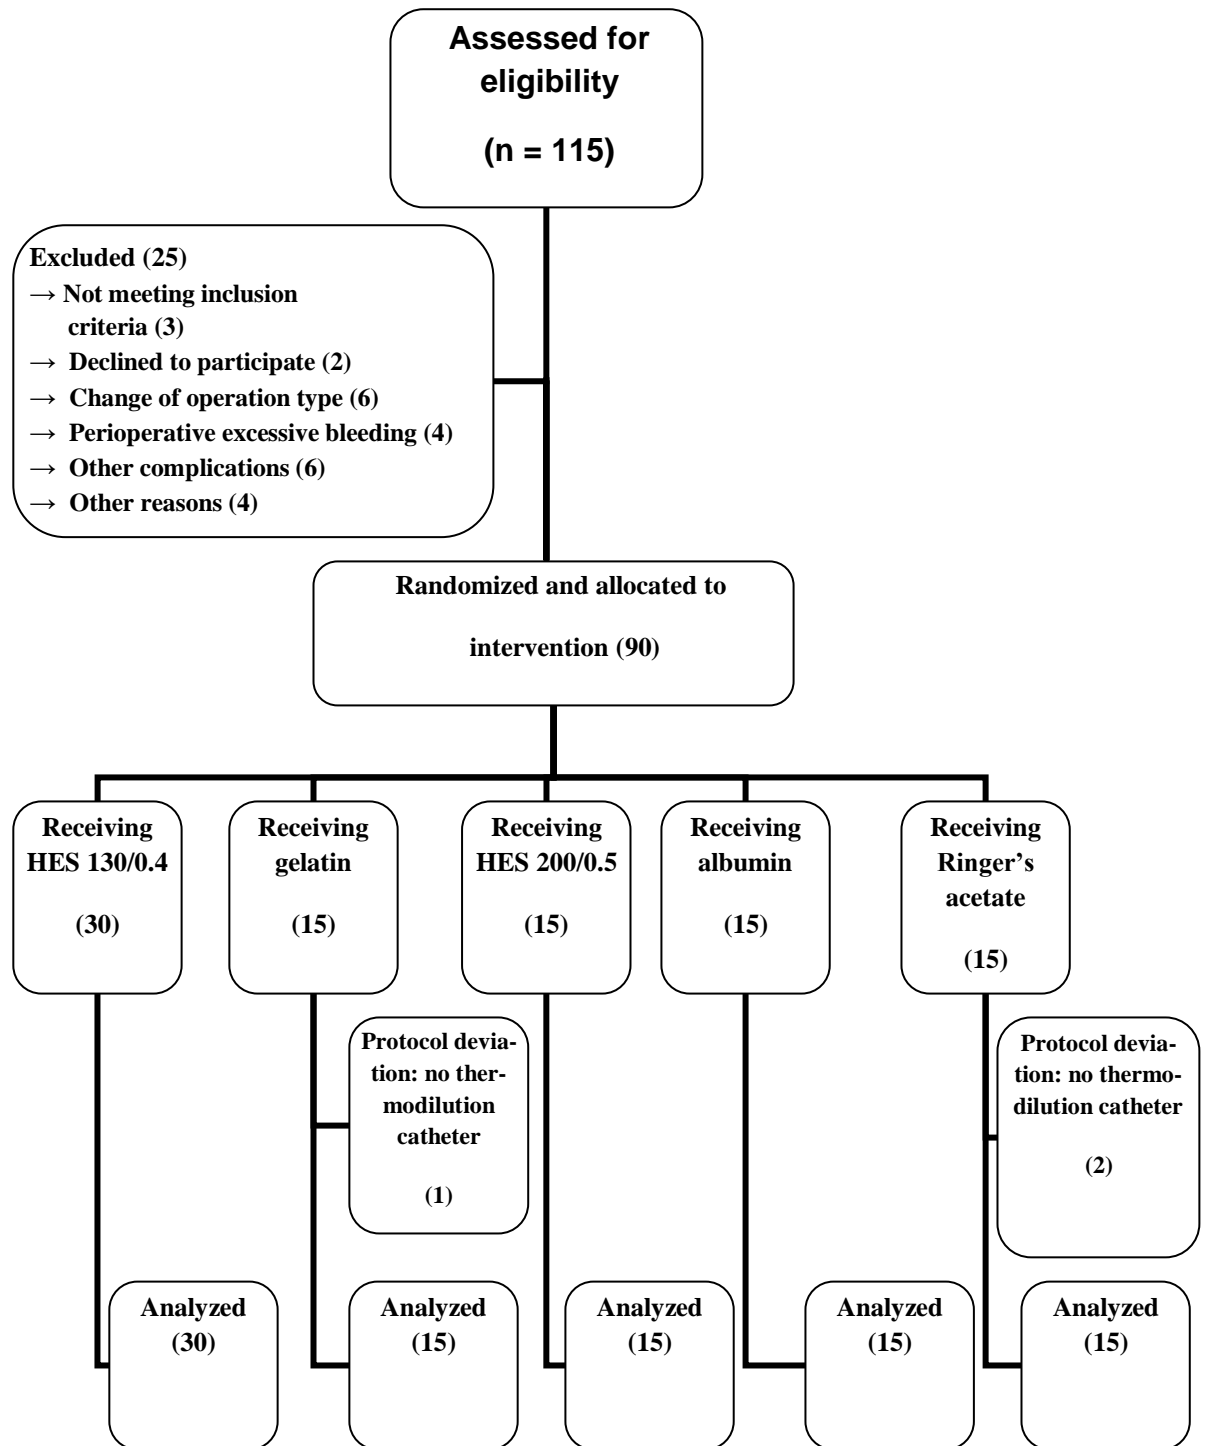 Assessed for
eligibility
(n = 115)
Excluded (25)
→ Not meeting inclusion
criteria (3)
→ Declined to participate (2)
→ Change of operation type (6)
→ Perioperative excessive bleeding (4)
→ Other complications (6)
→ Other reasons (4)
Randomized and allocated to
intervention (90)
Receiving
HES 130/0.4
(30)
Receiving
gelatin
(15)
Receiving
HES 200/0.5
(15)
Receiving
albumin
(15)
Receiving
Ringer’s
acetate
(15)
Protocol devia-
tion: no ther-
modilution
catheter
(1)
Protocol devia-
tion: no thermo-
dilution catheter
(2)
Analyzed
(30)
Analyzed
(15)
Analyzed
(15)
Analyzed
(15)
Analyzed
(15)